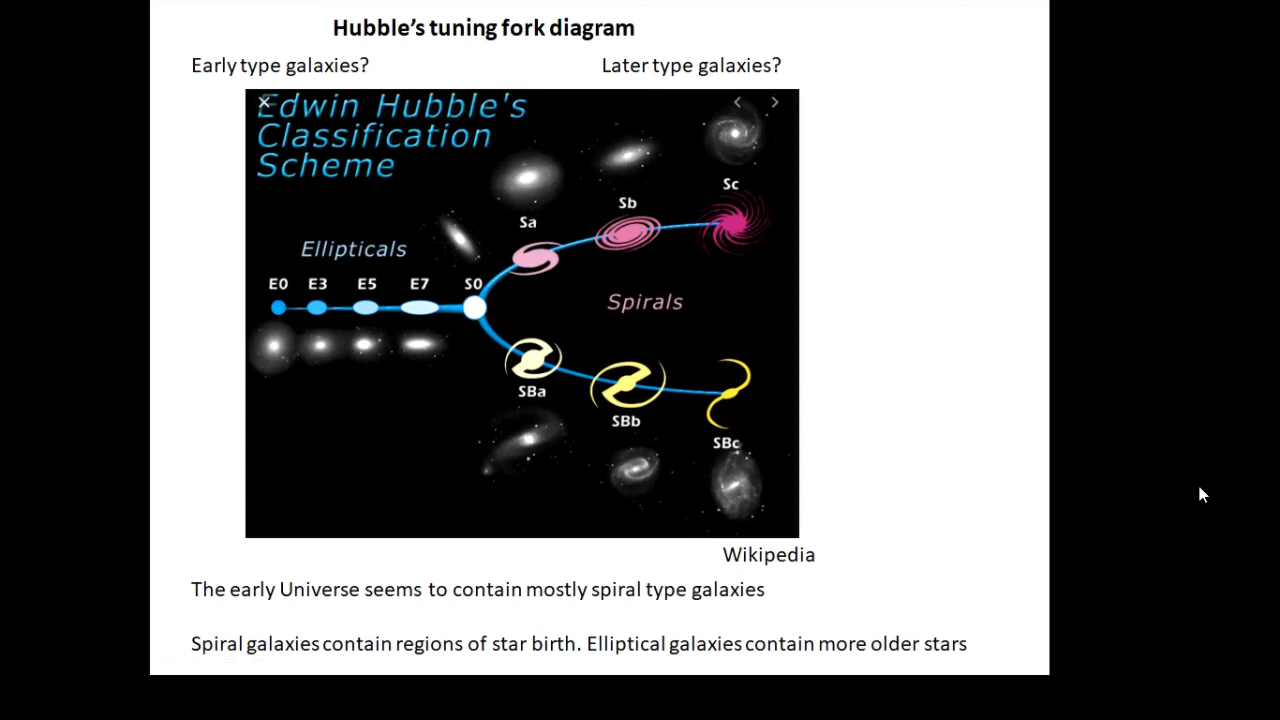 Hubble's tuning fork diagram
Early type galaxies?
Later type galaxies?
Edwin Hubble's
Classification
Scheme
Sc
Sb
Sa
Ellipticals
E0 E3 E5 E7 S0
Spirals
SBa
SBb
SBc
Wikipedia
The early Universe seems to contain mostly spiral type galaxies
Spiral galaxies contain regions of star birth. Elliptical galaxies contain more older stars